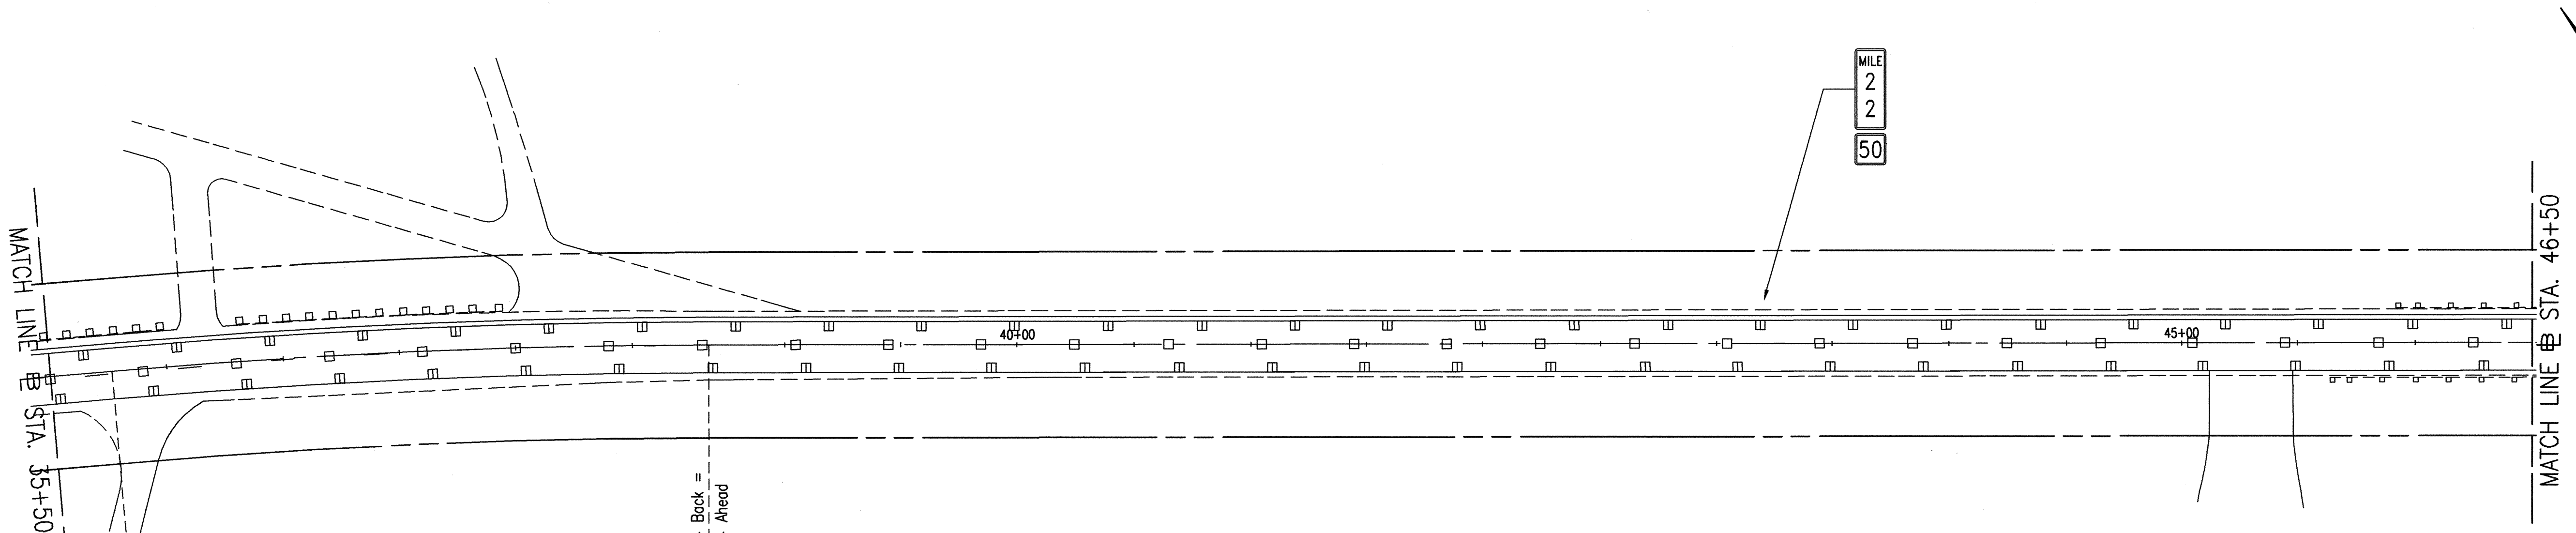 MATCH LINE ⅊ STA. 35+50
MILE
2
2
50
40+00
45+00
Back =
Ahead
MATCH LINE ⅊ STA. 46+50